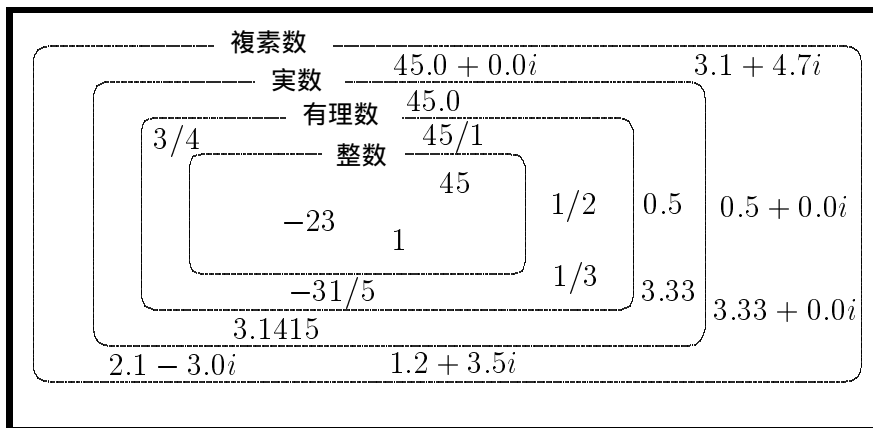 複素数
45.0 + 0.0i 3.1 + 4.7i
実数
45.0
有理数
3/4 45/1
整数
45
1/2 0.5 0.5 + 0.0i
−23
1
1/3
−31/5 3.33
3.33 + 0.0i
3.1415
2.1 − 3.0i 1.2 + 3.5i